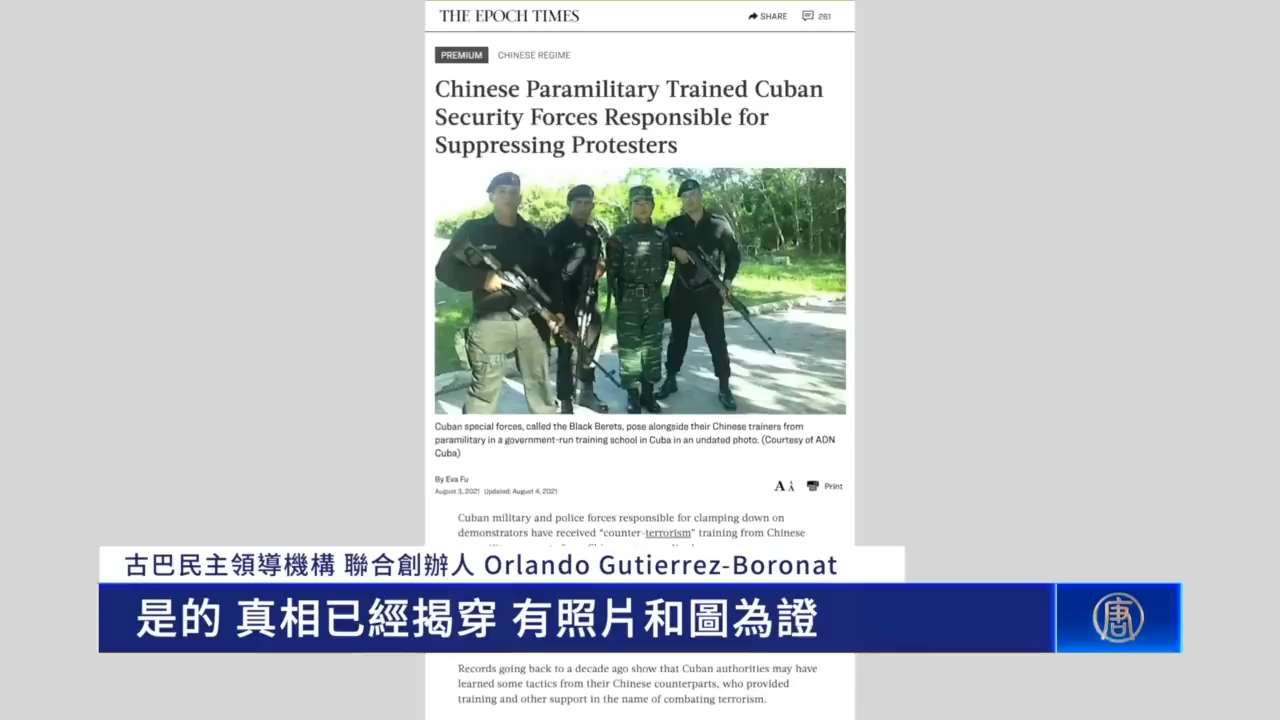 THE EPOCH TIMES
SHARE 261
PREMIUM CHINESE REGIME
Chinese Paramilitary Trained Cuban
Security Forces Responsible for
Suppressing Protesters
Cuban special forces, called the Black Berets, pose alongside their Chinese trainers from
paramilitary in a government-run training school in Cuba in an undated photo. (Courtesy of ADN
Cuba)
By Eva Fu
August 3, 2021 Updated: August 4, 2021
A A Print
Cuban military and police forces responsible for clamping down on
demonstrators have received “counter-terrorism” training from Chinese
古巴民主領導機構 聯合創辦人 Orlando Gutierrez-Boronat
是的 真相已經揭穿 有照片和圖為證
唐
Records going back to a decade ago show that Cuban authorities may have
learned some tactics from their Chinese counterparts, who provided
training and other support in the name of combating terrorism.